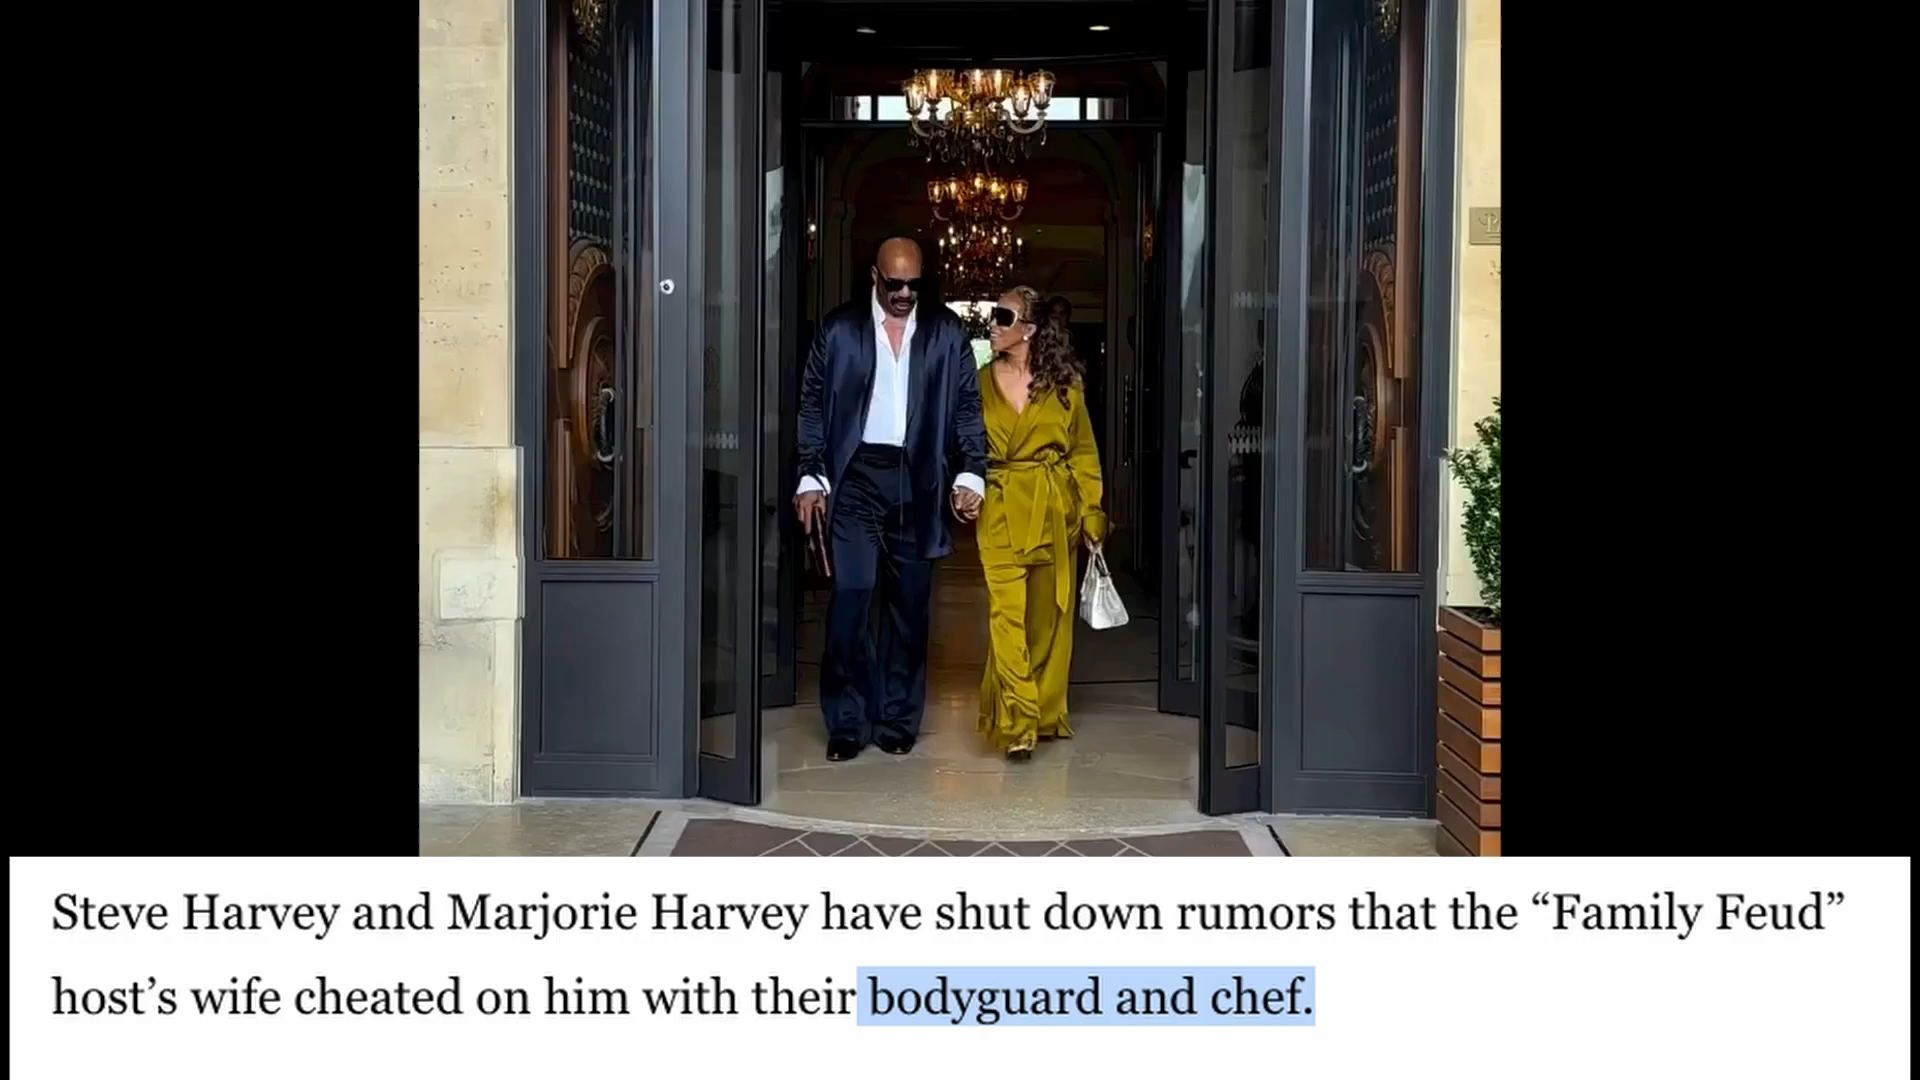 Steve Harvey and Marjorie Harvey have shut down rumors that the “Family Feud”
host’s wife cheated on him with their bodyguard and chef.